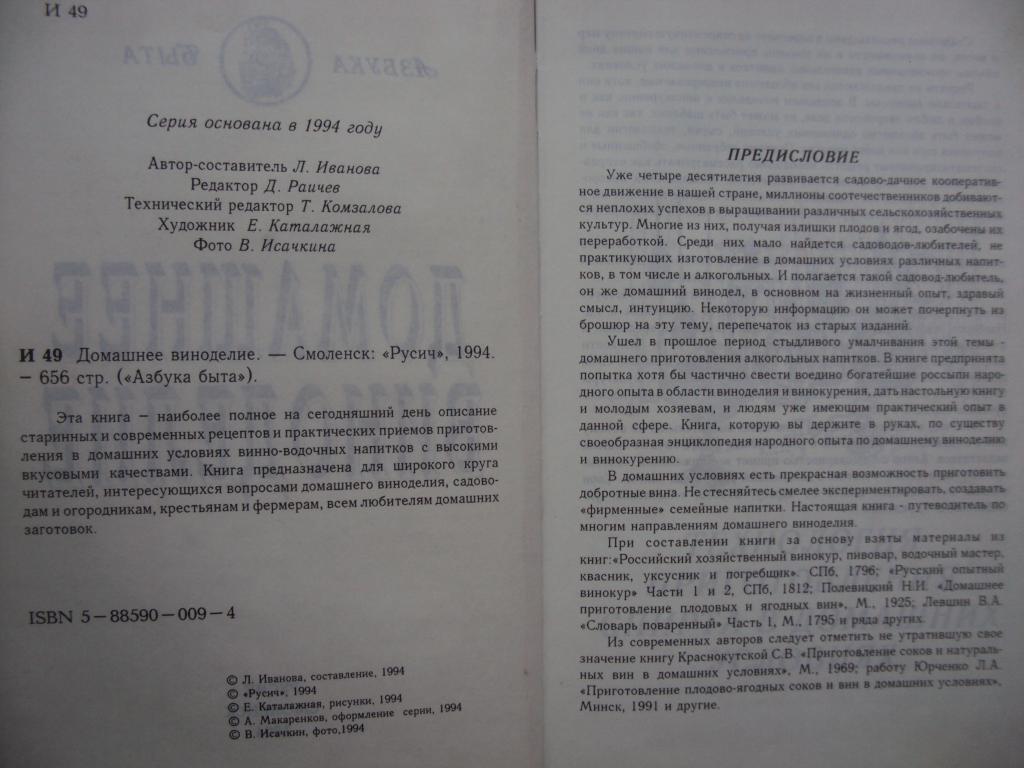 И 49
АЗБУКА БЫТА
Серия основана в 1994 году
Автор-составитель Л. Иванова
Редактор Д. Раичев
Технический редактор Т. Комзалова
Художник Е. Каталажная
Фото В. Исачкина
ДОМАШНЕЕ
И 49 Домашнее виноделие. — Смоленск: «Русич», 1994.
– 656 стр. («Азбука быта»).
Эта книга – наиболее полное на сегодняшний день описание
старинных и современных рецептов и практических приемов приготов-
ления в домашних условиях винно-водочных напитков с высокими
вкусовыми качествами. Книга предназначена для широкого круга
читателей, интересующихся вопросами домашнего виноделия, садово-
дам и огородникам, крестьянам и фермерам, всем любителям домашних
заготовок.
ISBN 5–88590–009–4
© Л. Иванова, составление, 1994
© «Русич», 1994
© Е. Каталажная, рисунки, 1994
© А. Макаренков, оформление серии, 1994
© В. Исачкин, фото,1994
ПРЕДИСЛОВИЕ
Уже четыре десятилетия развивается садово-дачное кооператив-
ное движение в нашей стране, миллионы соотечественников добивают-
ся неплохих успехов в выращивании различных сельскохозяйственных
культур. Многие из них, получая излишки плодов и ягод, озабочены их
переработкой. Среди них мало найдется садоводов-любителей, не
практикующих изготовление в домашних условиях различных напит-
ков, в том числе и алкогольных. И полагается такой садовод-любитель,
он же домашний винодел, в основном на жизненный опыт, здравый
смысл, интуицию. Некоторую информацию он может почерпнуть из
брошюр на эту тему, перепечаток из старых изданий.
Ушел в прошлое период стыдливого умалчивания этой темы -
домашнего приготовления алкогольных напитков. В книге предпринята
попытка хотя бы частично свести воедино богатейшие россыпи народ-
ного опыта в области виноделия и винокурения, дать настольную книгу
и молодым хозяевам, и людям уже имеющим практический опыт в
данной сфере. Книга, которую вы держите в руках, по существу
своеобразная энциклопедия народного опыта по домашнему виноделию
и винокурению.
В домашних условиях есть прекрасная возможность приготовить
добротные вина. Не стесняйтесь смелее экспериментировать, создавать
«фирменные» семейные напитки. Настоящая книга - путеводитель по
многим направлениям домашнего виноделия.
При составлении книги за основу взяты материалы из
книг:«Российский хозяйственный винокур, пивовар, водочный мастер,
квасник, уксусник и погребщик». СПб, 1796; «Русский опытный
винокур» Части 1 и 2, СПб, 1812; Полевицкий Н.И. «Домашнее
приготовление плодовых и ягодных вин», М., 1925; Левшин В.А.
«Словарь поваренный» Часть 1, М., 1795 и ряда других.
Из современных авторов следует отметить не утратившую свое
значение книгу Краснокутской С.В. «Приготовление соков и натураль-
ных вин в домашних условиях», М., 1969; работу Юрченко Л.А.
«Приготовление плодово-ягодных соков и вин в домашних условиях»,
Минск, 1991 и другие.